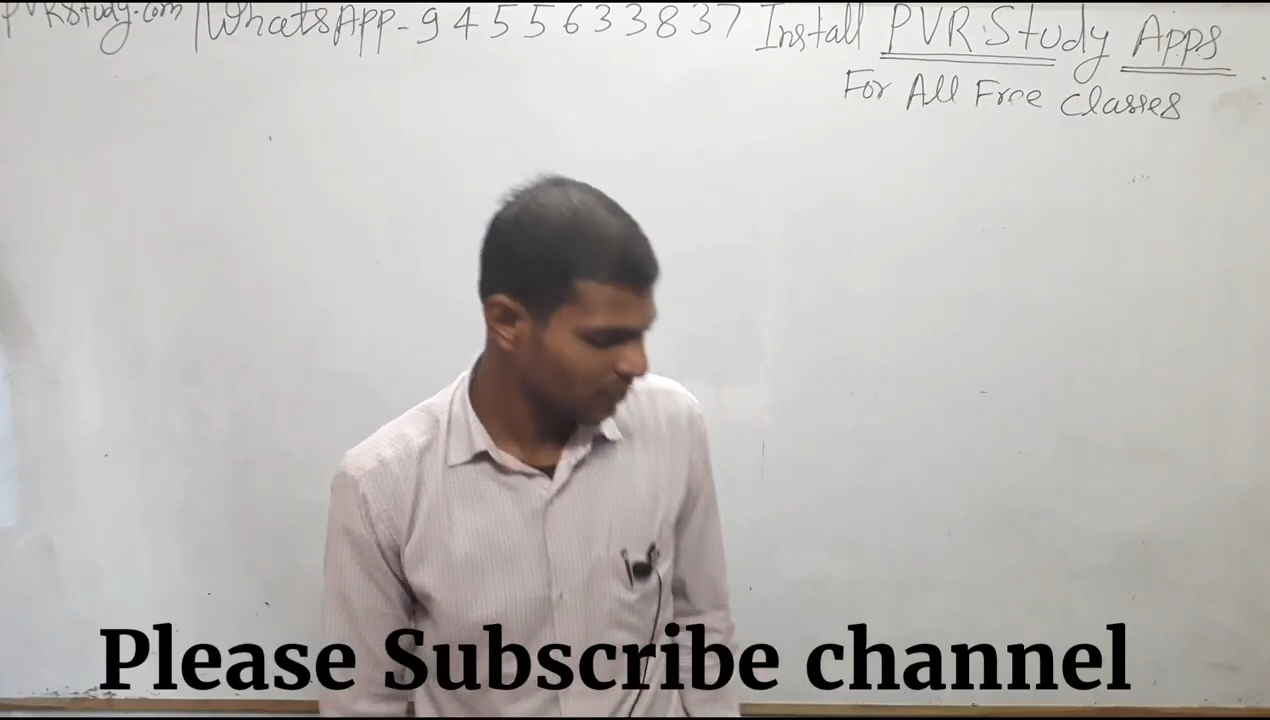 PVRStudy.com | WhatsApp-9455633837 Install PVR Study Apps
For All Free Classes
Please Subscribe channel